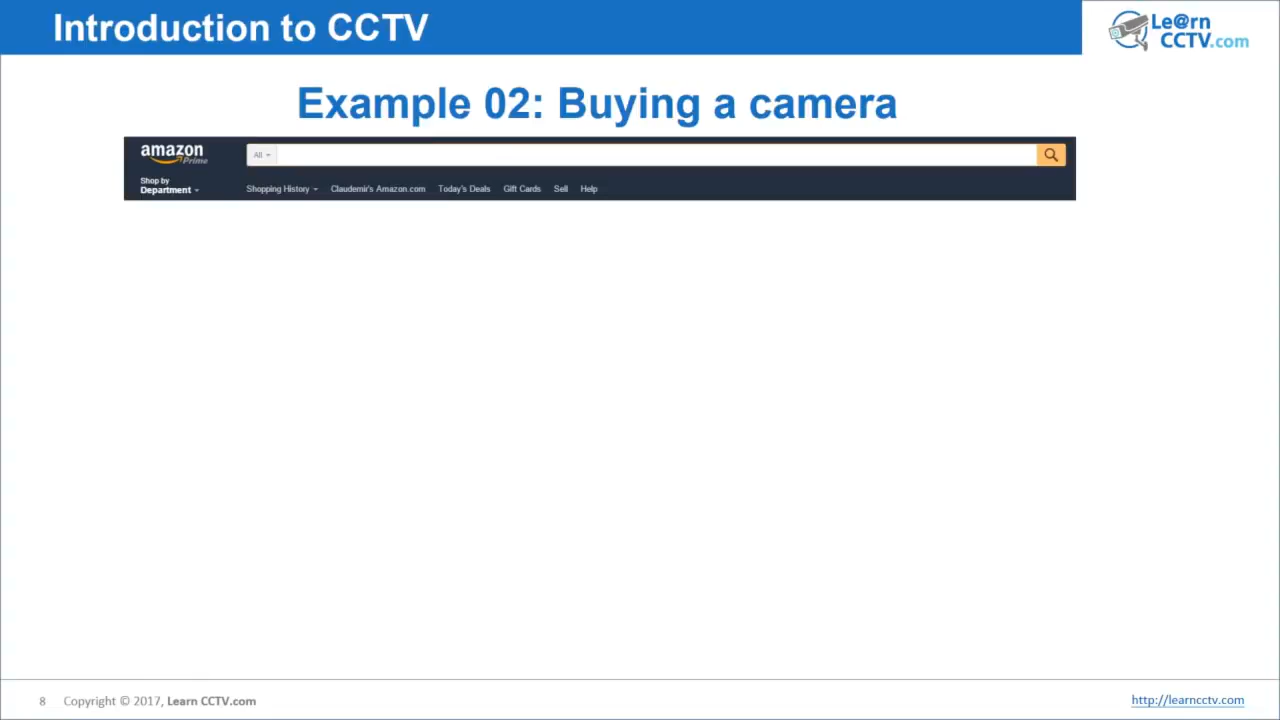 Introduction to CCTV
Le@rn
CCTV.com
Example 02: Buying a camera
amazon
Prime
All
Shop by
Department
Shopping History Claudemir's Amazon.com Today's Deals Gift Cards Sell Help
8 Copyright © 2017, Learn CCTV.com http://learncctv.com